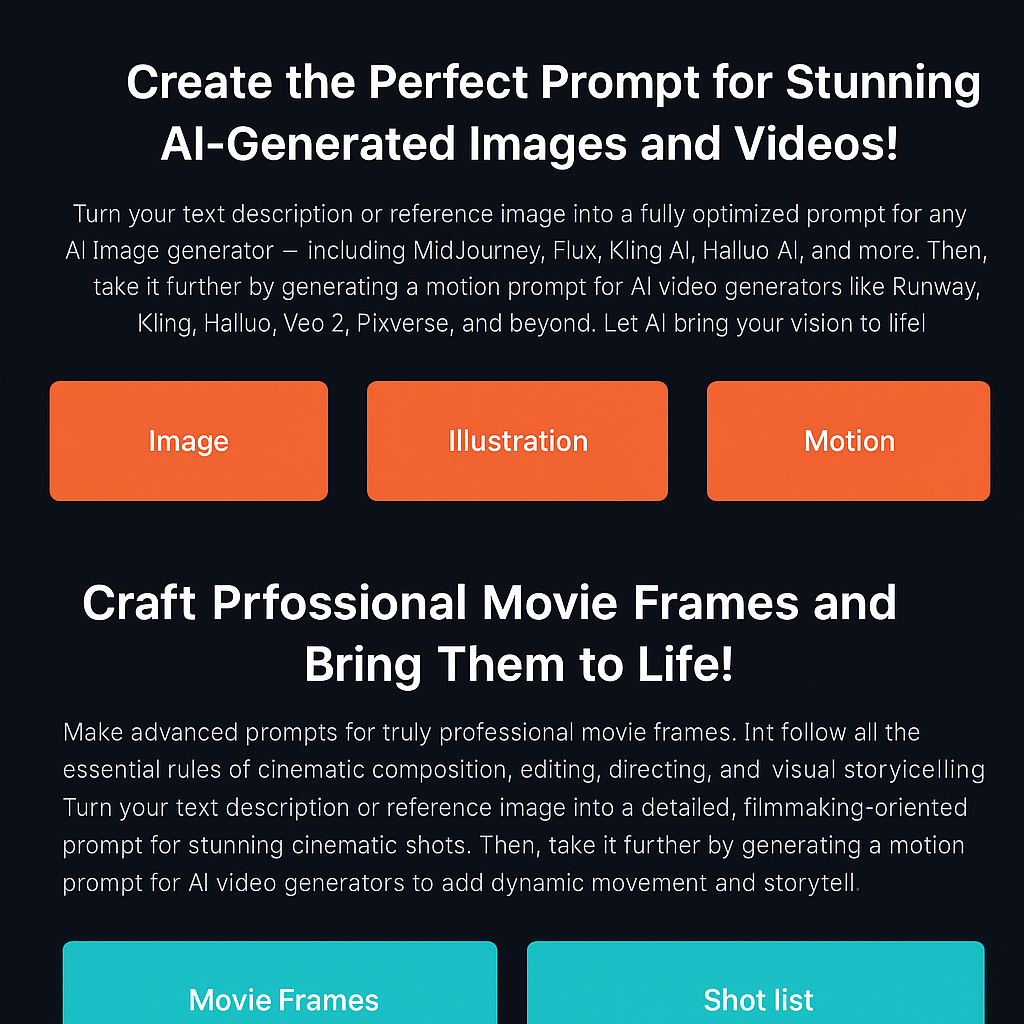 Create the Perfect Prompt for Stunning
AI-Generated Images and Videos!
Turn your text description or reference image into a fully optimized prompt for any
AI Image generator – including MidJourney, Flux, Kling AI, Halluo AI, and more. Then,
take it further by generating a motion prompt for AI video generators like Runway,
Kling, Halluo, Veo 2, Pixverse, and beyond. Let AI bring your vision to lifel
Image
Illustration
Motion
Craft Prfossional Movie Frames and
Bring Them to Life!
Make advanced prompts for truly professional movie frames. Int follow all the
essential rules of cinematic composition, editing, directing, and visual storyicelling
Turn your text description or reference image into a detailed, filmmaking-oriented
prompt for stunning cinematic shots. Then, take it further by generating a motion
prompt for AI video generators to add dynamic movement and storytell.
Movie Frames
Shot list